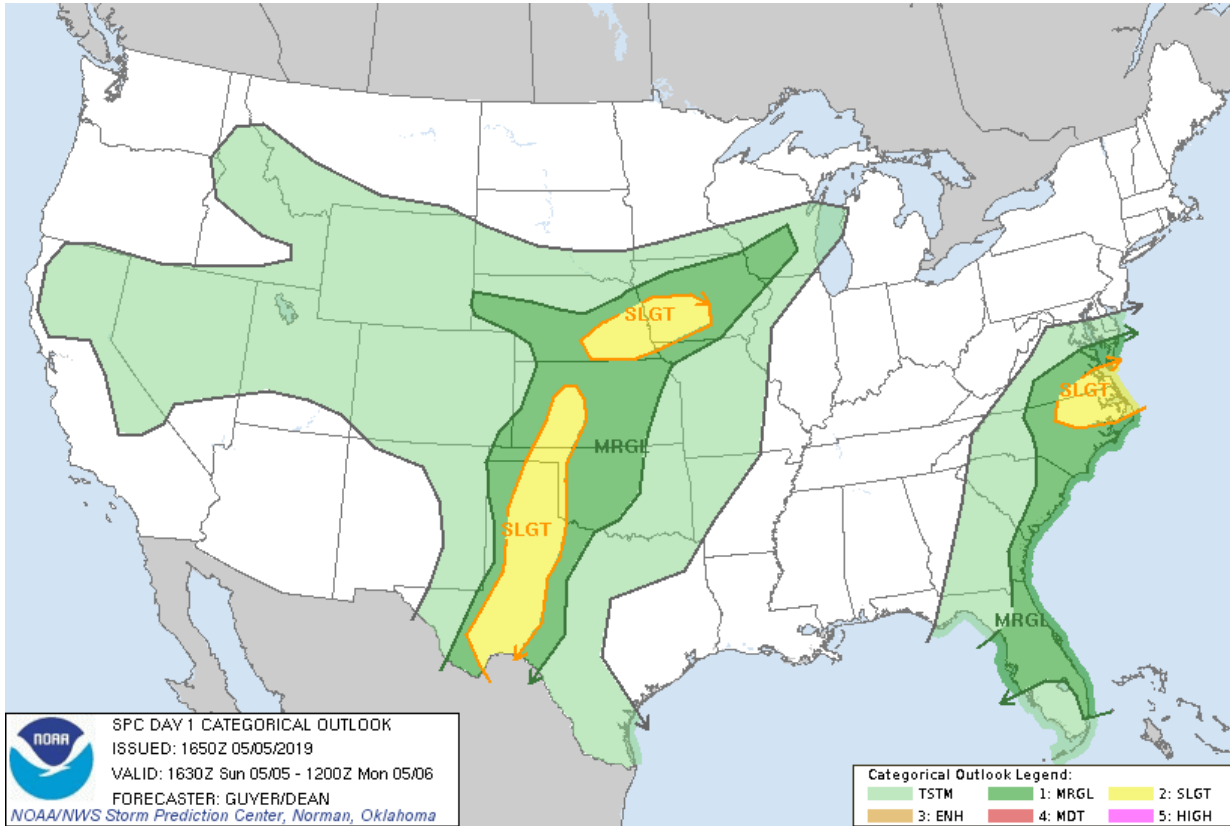 SLGT
SLGT
MRGL
SLGT
MRGL
NOAA
SPC DAY 1 CATEGORICAL OUTLOOK
ISSUED: 1650Z 05/05/2019
VALID: 1630Z Sun 05/05 - 1200Z Mon 05/06
FORECASTER: GUYER/DEAN
NOAA/NWS Storm Prediction Center, Norman, Oklahoma
Categorical Outlook Legend:
TSTM 1: MRGL 2: SLGT
3: ENH 4: MDT 5: HIGH